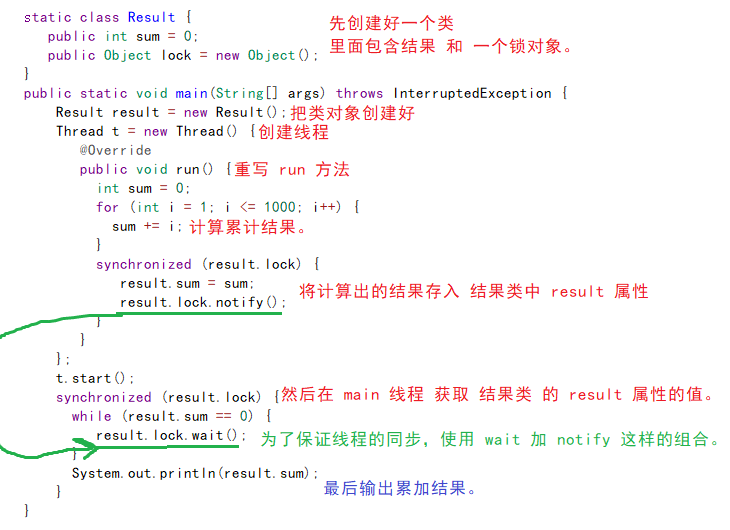 static class Result {
public int sum = 0;
public Object lock = new Object();
}
先创建好一个类
里面包含结果 和 一个锁对象。
public static void main(String[] args) throws InterruptedException {
Result result = new Result(); 把类对象创建好
Thread t = new Thread() { 创建线程
@Override
public void run() { 重写 run 方法
int sum = 0;
for (int i = 1; i <= 1000; i++) {
sum += i; 计算累计结果。
}
synchronized (result.lock) {
result.sum = sum;
result.lock.notify();
将计算出的结果存入 结果类中 result 属性
}
}
};
t.start();
synchronized (result.lock) { 然后在 main 线程 获取 结果类 的 result 属性的值。
while (result.sum == 0) {
result.lock.wait(); 为了保证线程的同步，使用 wait 加 notify 这样的组合。
}
System.out.println(result.sum);
最后输出累加结果。
}
}